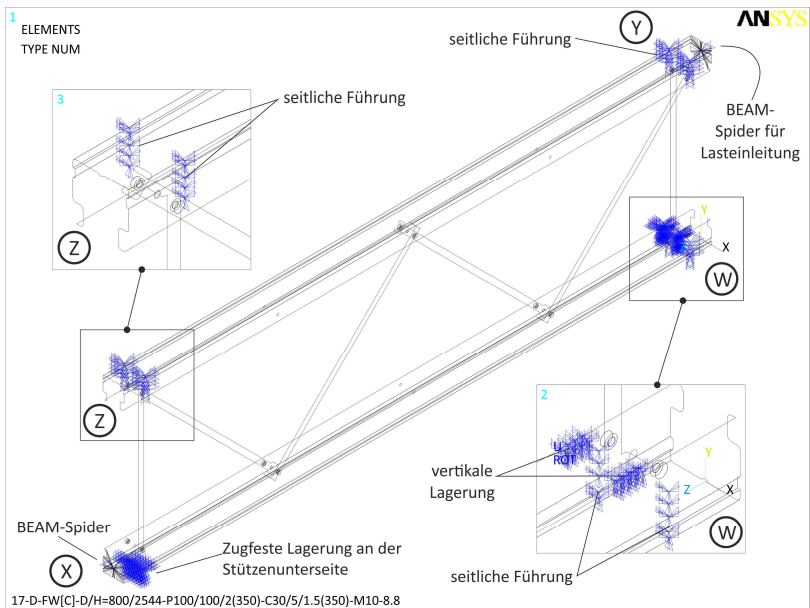 1
ELEMENTS
TYPE NUM
ANSYS
seitliche Führung
Y
BEAM-
Spider für
Lasteinleitung
3
seitliche Führung
Z
Y
X
W
Z
2
U
ROT
vertikale
Lagerung
Y
Z
X
W
BEAM-Spider
X
Zugfeste Lagerung an der
Stützenunterseite
seitliche Führung
17-D-FW[C]-D/H=800/2544-P100/100/2(350)-C30/5/1.5(350)-M10-8.8